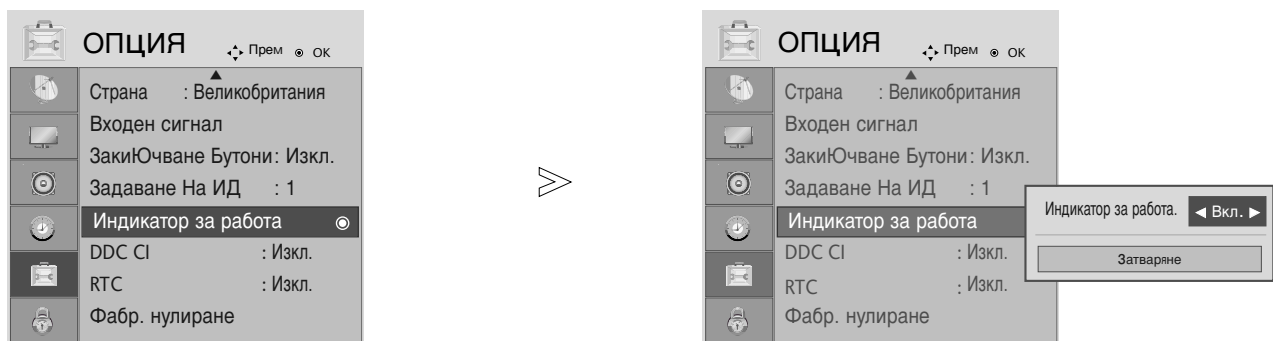 ОПЦИЯ Прем ОК
Страна : Великобритания
Входен сигнал
ЗакиЮчване Бутони: Изкл.
Задаване На ИД : 1
Индикатор за работа
DDC CI : Изкл.
RTC : Изкл.
Фабр. нулиране
ОПЦИЯ Прем ОК
Страна : Великобритания
Входен сигнал
ЗакиЮчване Бутони: Изкл.
Задаване На ИД : 1
Индикатор за работа
DDC CI : Изкл.
RTC : Изкл.
Фабр. нулиране
Индикатор за работа. ◄ Вкл. ►
Затваряне